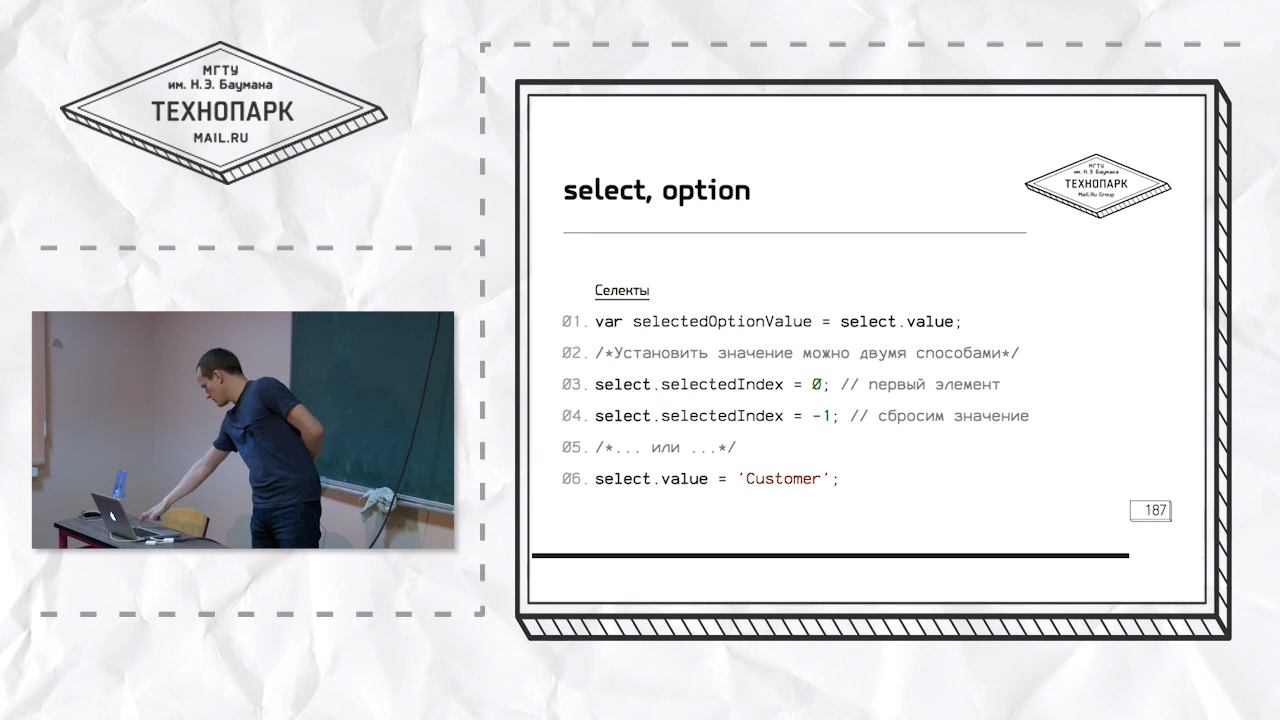 МГТУ
им. Н.Э. Баумана
ТЕХНОПАРК
MAIL.RU
select, option
МГТУ
им. Н.Э. Баумана
ТЕХНОПАРК
Mail.Ru Group
Селекты
01. var selectedOptionValue = select.value;
02. /*Установить значение можно двумя способами*/
03. select.selectedIndex = 0; // первый элемент
04. select.selectedIndex = -1; // сбросим значение
05. /*... или ...*/
06. select.value = 'Customer';
187